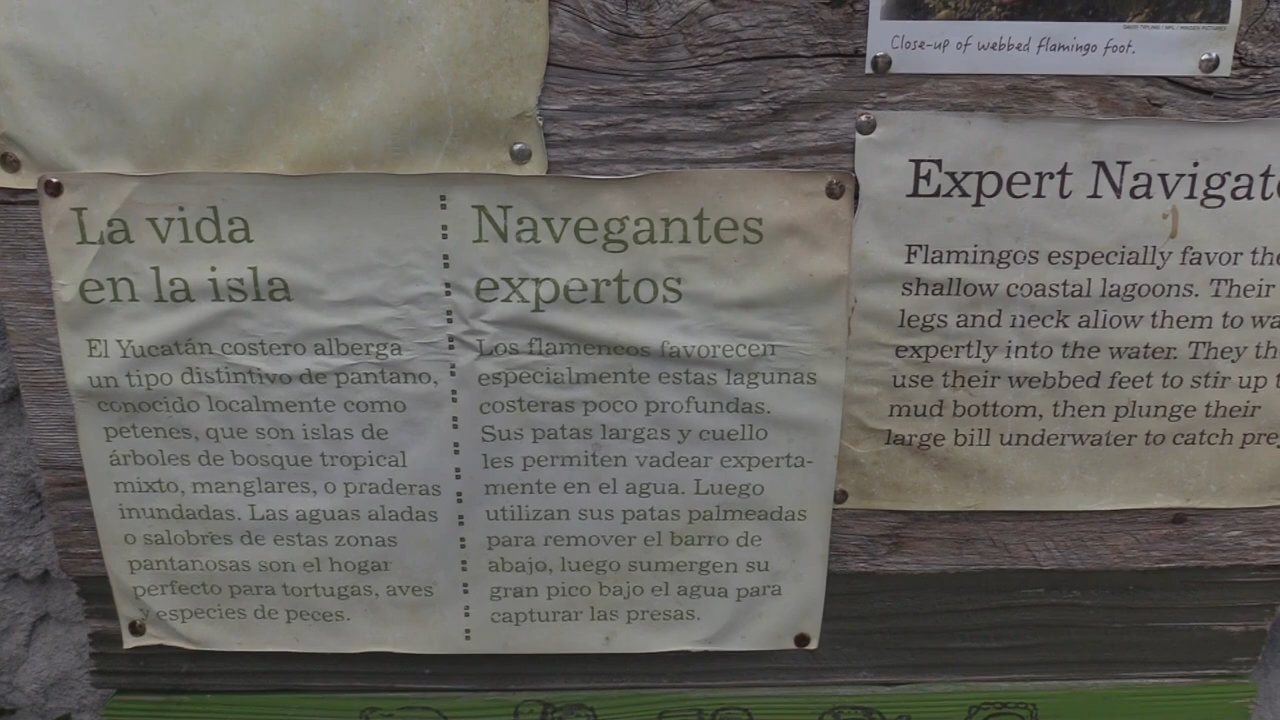 Close-up of webbed flamingo foot.
La vida
en la isla
El Yucatán costero alberga
un tipo distintivo de pantano,
conocido localmente como
petenes, que son islas de
árboles de bosque tropical
mixto, manglares, o praderas
inundadas. Las aguas aladas
o salobres de estas zonas
pantanosas son el hogar
perfecto para tortugas, aves
y especies de peces.
Navegantes
expertos
Los flamencos favorecen
especialmente estas lagunas
costeras poco profundas.
Sus patas largas y cuello
les permiten vadear experta-
mente en el agua. Luego
utilizan sus patas palmeadas
para remover el barro de
abajo, luego sumergen su
gran pico bajo el agua para
capturar las presas.
Expert
Flamingos especially favor
shallow coastal lagoons. Their
legs and neck allow them to
expertly into the water. They
use their webbed feet to stir up
mud bottom, then plunge their
large bill underwater to catch